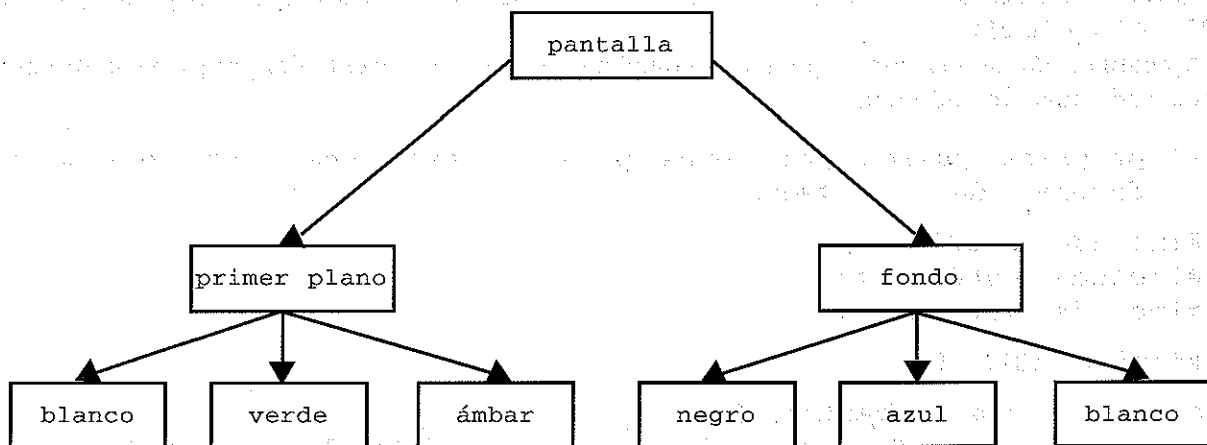 pantalla
primer plano
fondo
blanco
verde
ámbar
negro
azul
blanco